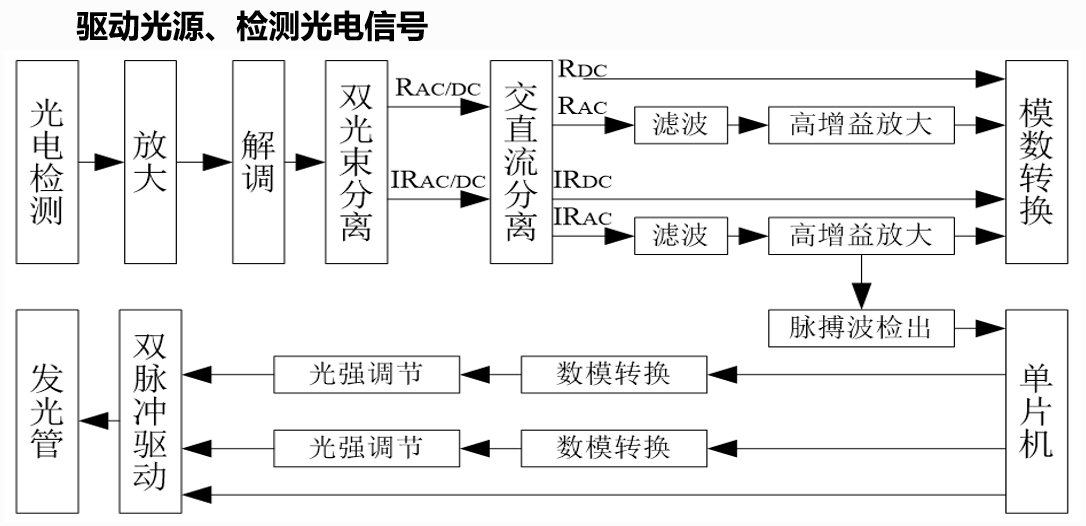 驱动光源、检测光电信号
光电检测
放大
解调
双光束分离
RAC/DC
IRAC/DC
交直流分离
RDC
RAC
滤波
高增益放大
IRDC
IRAC
滤波
高增益放大
模数转换
脉搏波检出
发光管
双脉冲驱动
光强调节
数模转换
光强调节
数模转换
单片机